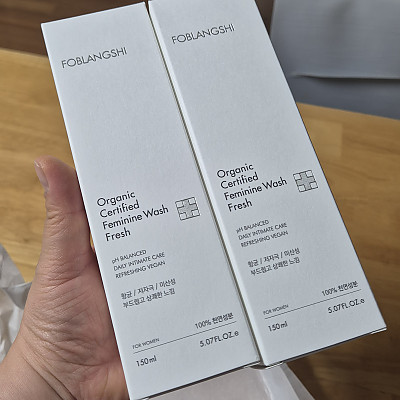 FOBLANGSHI
Organic
Certified
Feminine Wash
Fresh
pH BALANCED
DAILY INTIMATE CARE
REFRESHING VEGAN
항균 / 저자극 / 미산성
부드럽고 상쾌한 느낌
FOR WOMEN
100% 천연성분
150ml
5.07FL.OZ.e
FOBLANGSHI
Organic
Certified
Feminine Wash
Fresh
pH BALANCED
DAILY INTIMATE CARE
REFRESHING VEGAN
항균 / 저자극 / 미산성
부드럽고 상쾌한 느낌
FOR WOMEN
100% 천연성분
150ml
5.07FL.OZ.e